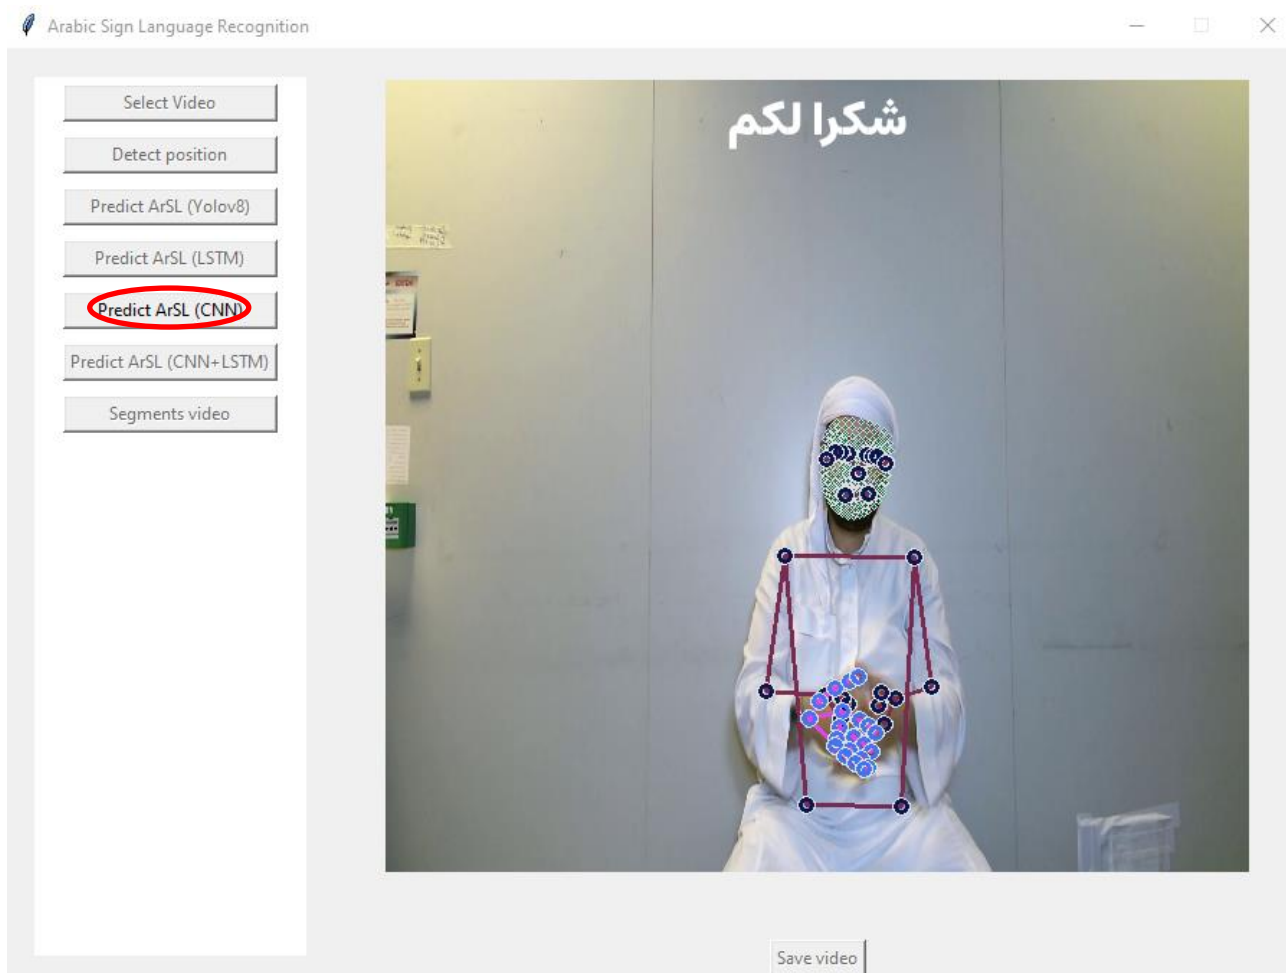 Arabic Sign Language Recognition
Select Video
Detect position
Predict ArSL (Yolov8)
Predict ArSL (LSTM)
Predict ArSL (CNN)
Predict ArSL (CNN+LSTM)
Segments video
شكرا لكم
Save video